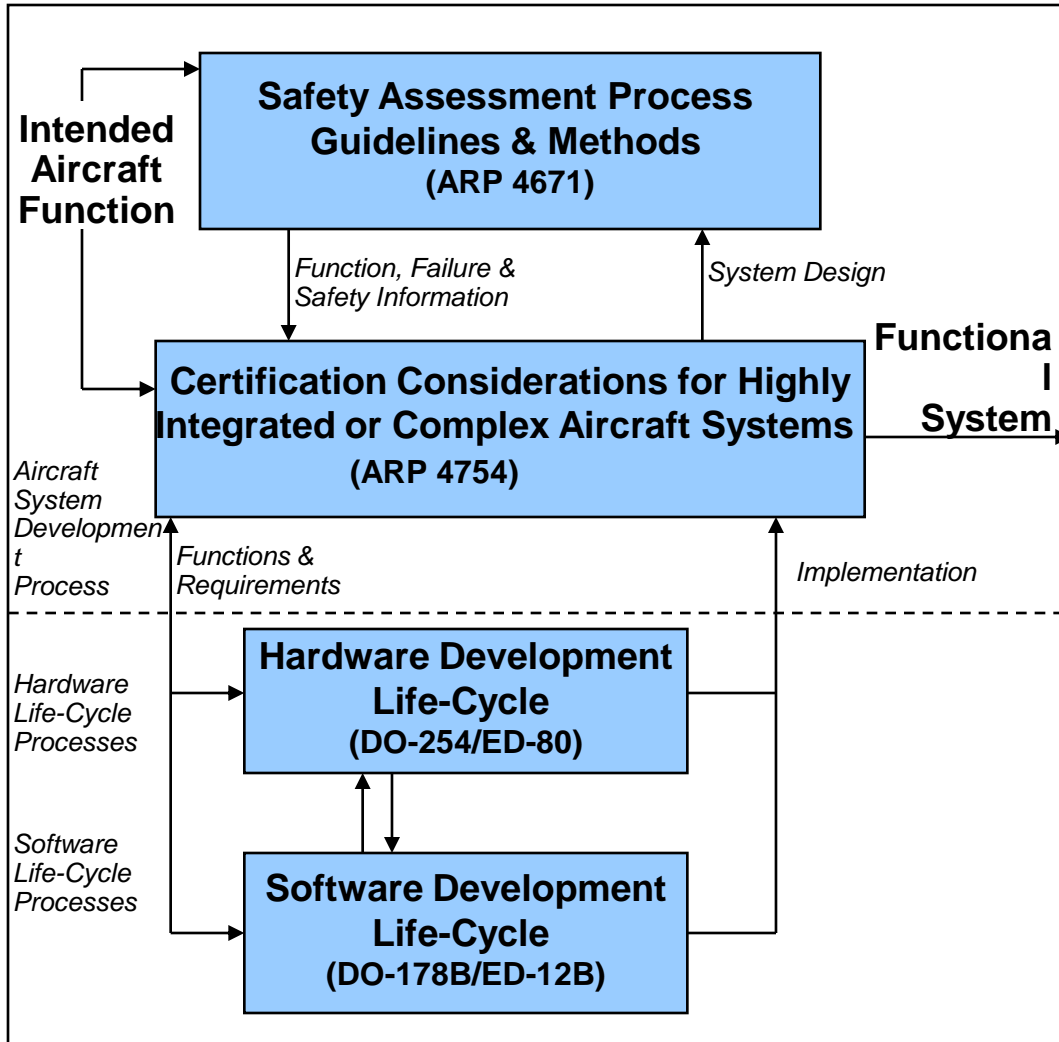 Safety Assessment Process
Guidelines & Methods
(ARP 4671)
Intended
Aircraft
Function
Function, Failure &
Safety Information
System Design
Functiona
l
System
Certification Considerations for Highly
Integrated or Complex Aircraft Systems
(ARP 4754)
Aircraft
System
Developmen
t
Process
Functions &
Requirements
Implementation
Hardware Development
Life-Cycle
(DO-254/ED-80)
Hardware
Life-Cycle
Processes
Software
Life-Cycle
Processes
Software Development
Life-Cycle
(DO-178B/ED-12B)